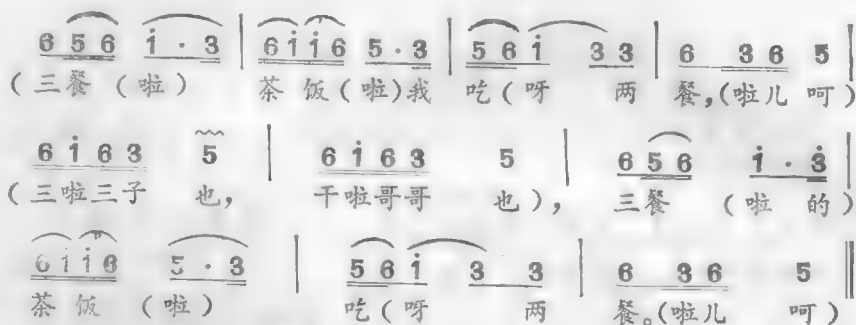 6 5 6 i · 3 | 6 i i 6 5 · 3 | 5 6 i 3 3 | 6 3 6 5 |
(三餐 (啦) 茶饭(啦)我 吃(呀 两 餐,(啦儿 呵)
6 i 6 3 5 | 6 i 6 3 5 | 6 5 6 i · 3 |
(三啦三子 也, 干啦哥哥 也), 三餐 (啦 的)
6 i i 6 5 · 3 | 5 6 i 3 3 | 6 3 6 5 ‖
茶饭 (啦) 吃(呀 两 餐。(啦儿 呵)